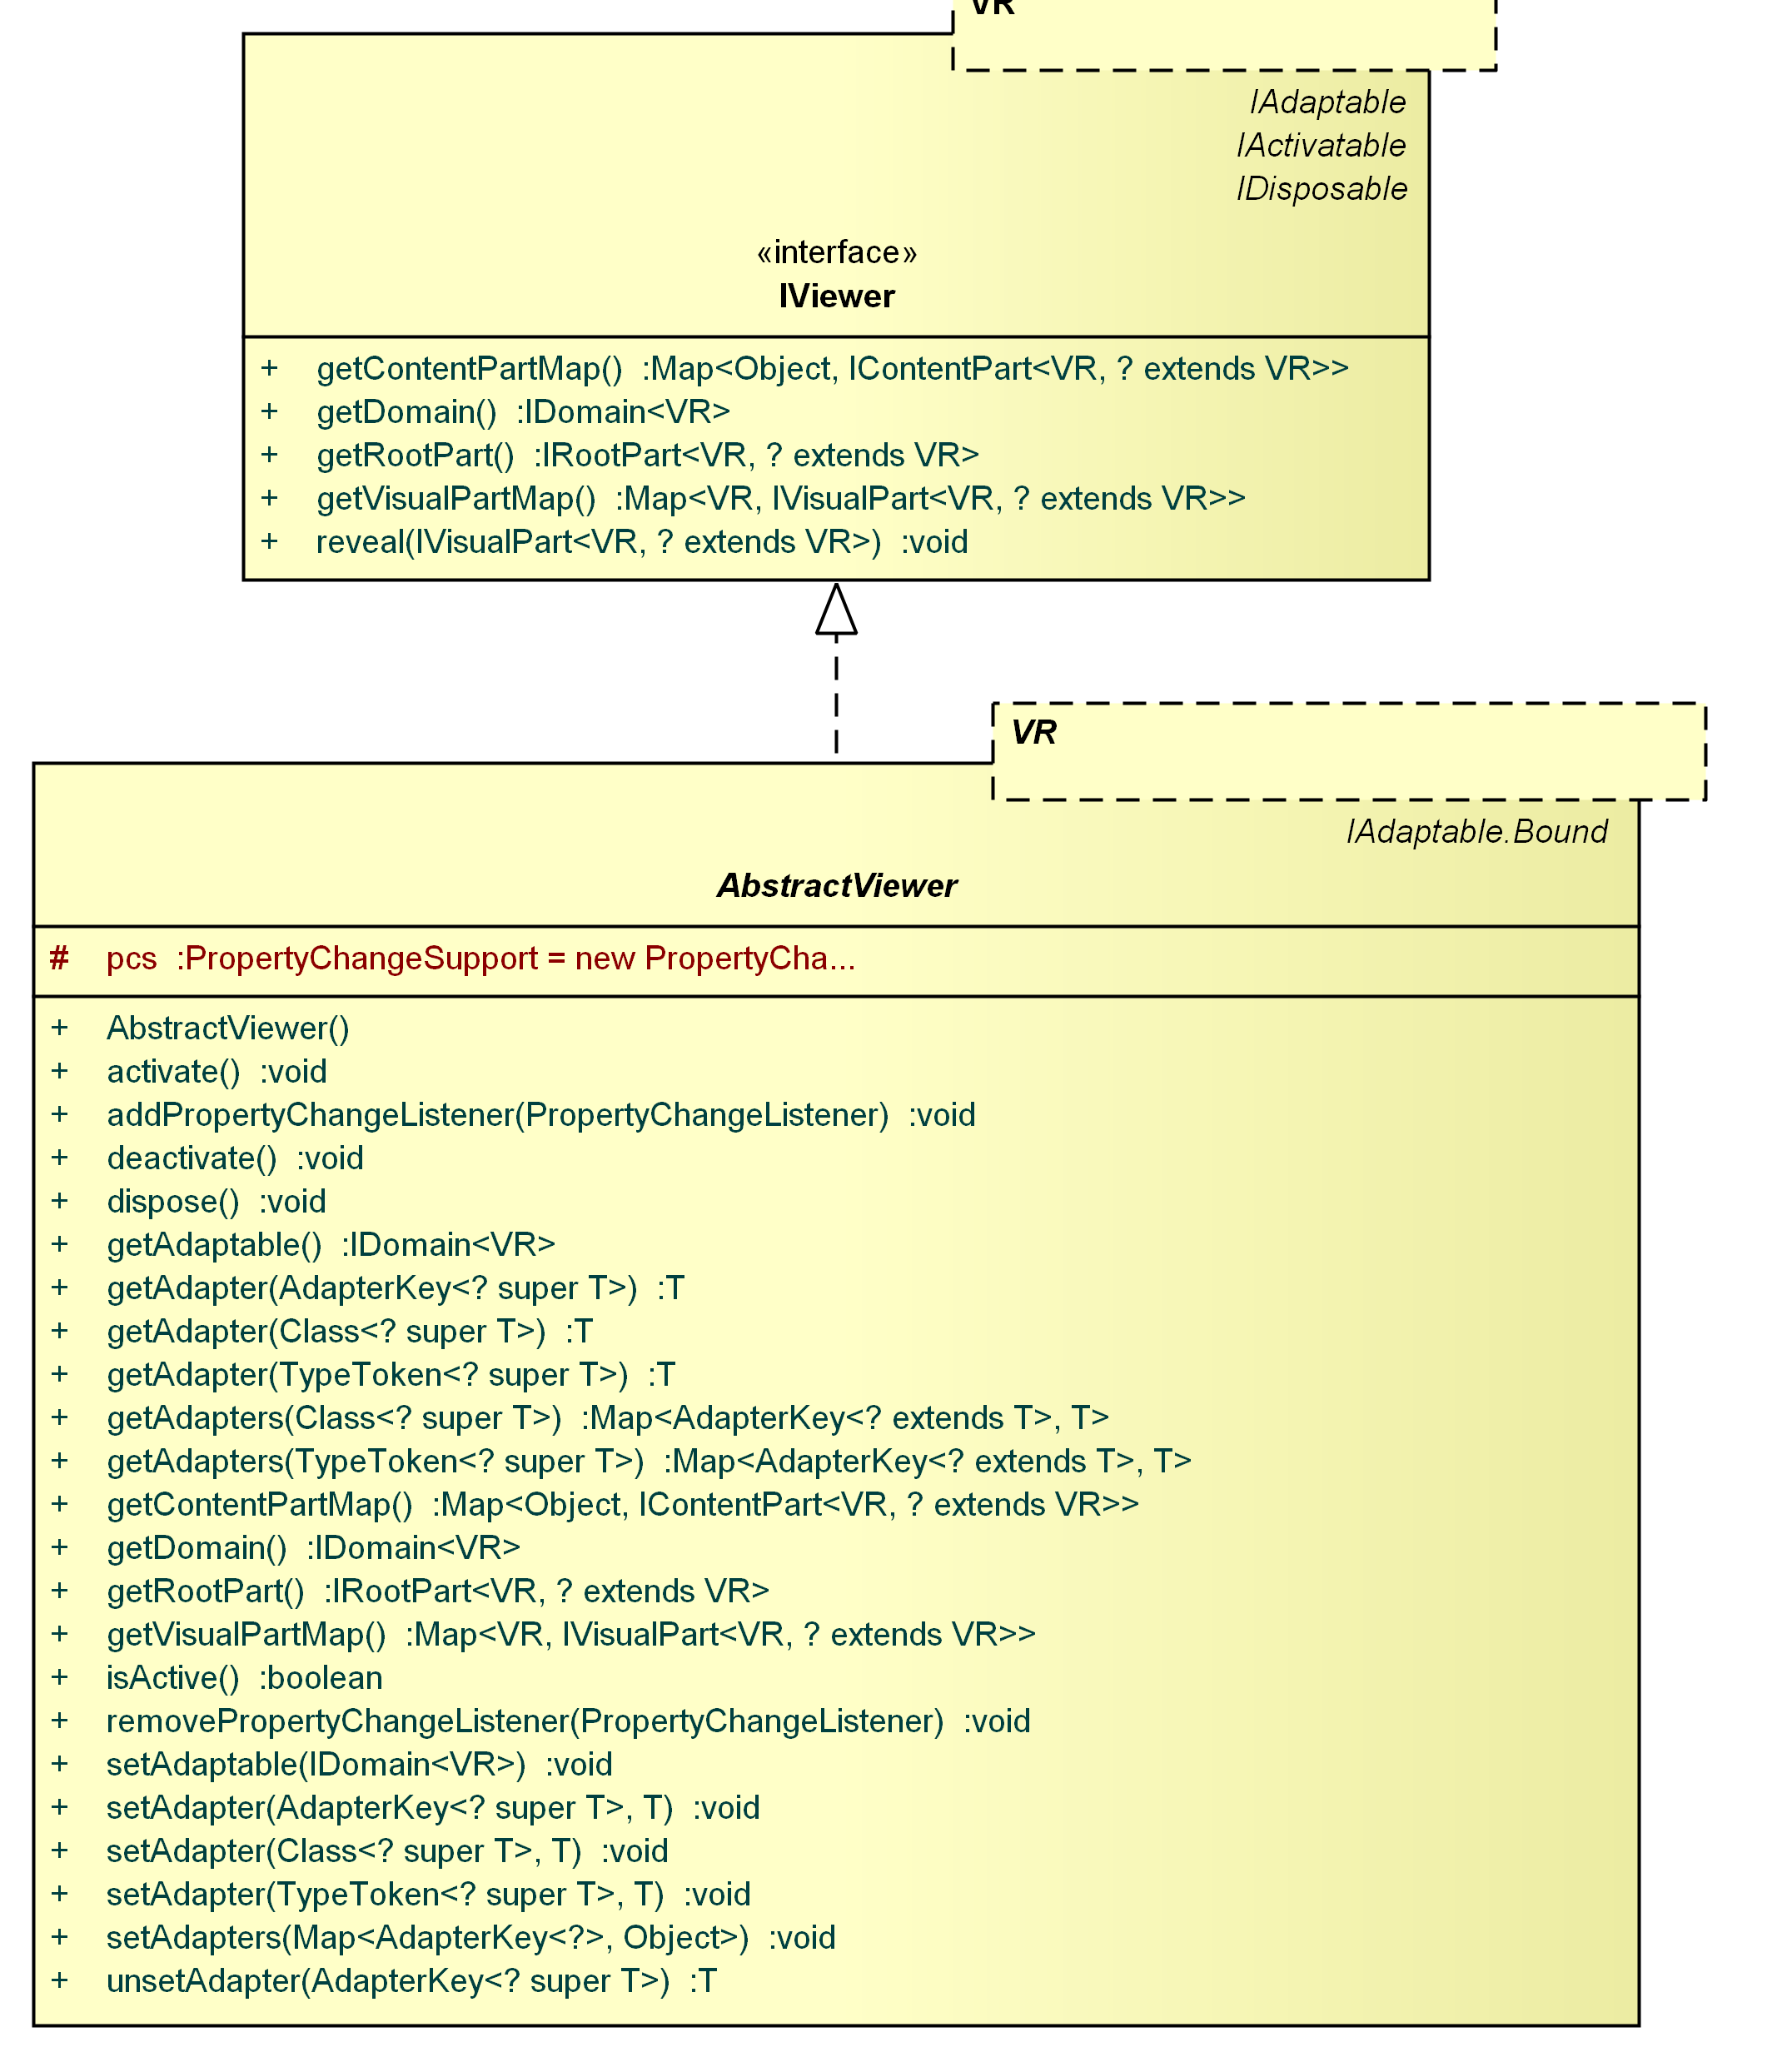 VR
IAdaptable
IActivatable
IDisposable
«interface»
IViewer
+ getContentPartMap() :Map<Object, IContentPart<VR, ? extends VR>>
+ getDomain() :IDomain<VR>
+ getRootPart() :IRootPart<VR, ? extends VR>
+ getVisualPartMap() :Map<VR, IVisualPart<VR, ? extends VR>>
+ reveal(IVisualPart<VR, ? extends VR>) :void
VR
IAdaptable.Bound
AbstractViewer
# pcs :PropertyChangeSupport = new PropertyCha...
+ AbstractViewer()
+ activate() :void
+ addPropertyChangeListener(PropertyChangeListener) :void
+ deactivate() :void
+ dispose() :void
+ getAdaptable() :IDomain<VR>
+ getAdapter(AdapterKey<? super T>) :T
+ getAdapter(Class<? super T>) :T
+ getAdapter(TypeToken<? super T>) :T
+ getAdapters(Class<? super T>) :Map<AdapterKey<? extends T>, T>
+ getAdapters(TypeToken<? super T>) :Map<AdapterKey<? extends T>, T>
+ getContentPartMap() :Map<Object, IContentPart<VR, ? extends VR>>
+ getDomain() :IDomain<VR>
+ getRootPart() :IRootPart<VR, ? extends VR>
+ getVisualPartMap() :Map<VR, IVisualPart<VR, ? extends VR>>
+ isActive() :boolean
+ removePropertyChangeListener(PropertyChangeListener) :void
+ setAdaptable(IDomain<VR>) :void
+ setAdapter(AdapterKey<? super T>, T) :void
+ setAdapter(Class<? super T>, T) :void
+ setAdapter(TypeToken<? super T>, T) :void
+ setAdapters(Map<AdapterKey<?>, Object>) :void
+ unsetAdapter(AdapterKey<? super T>) :T